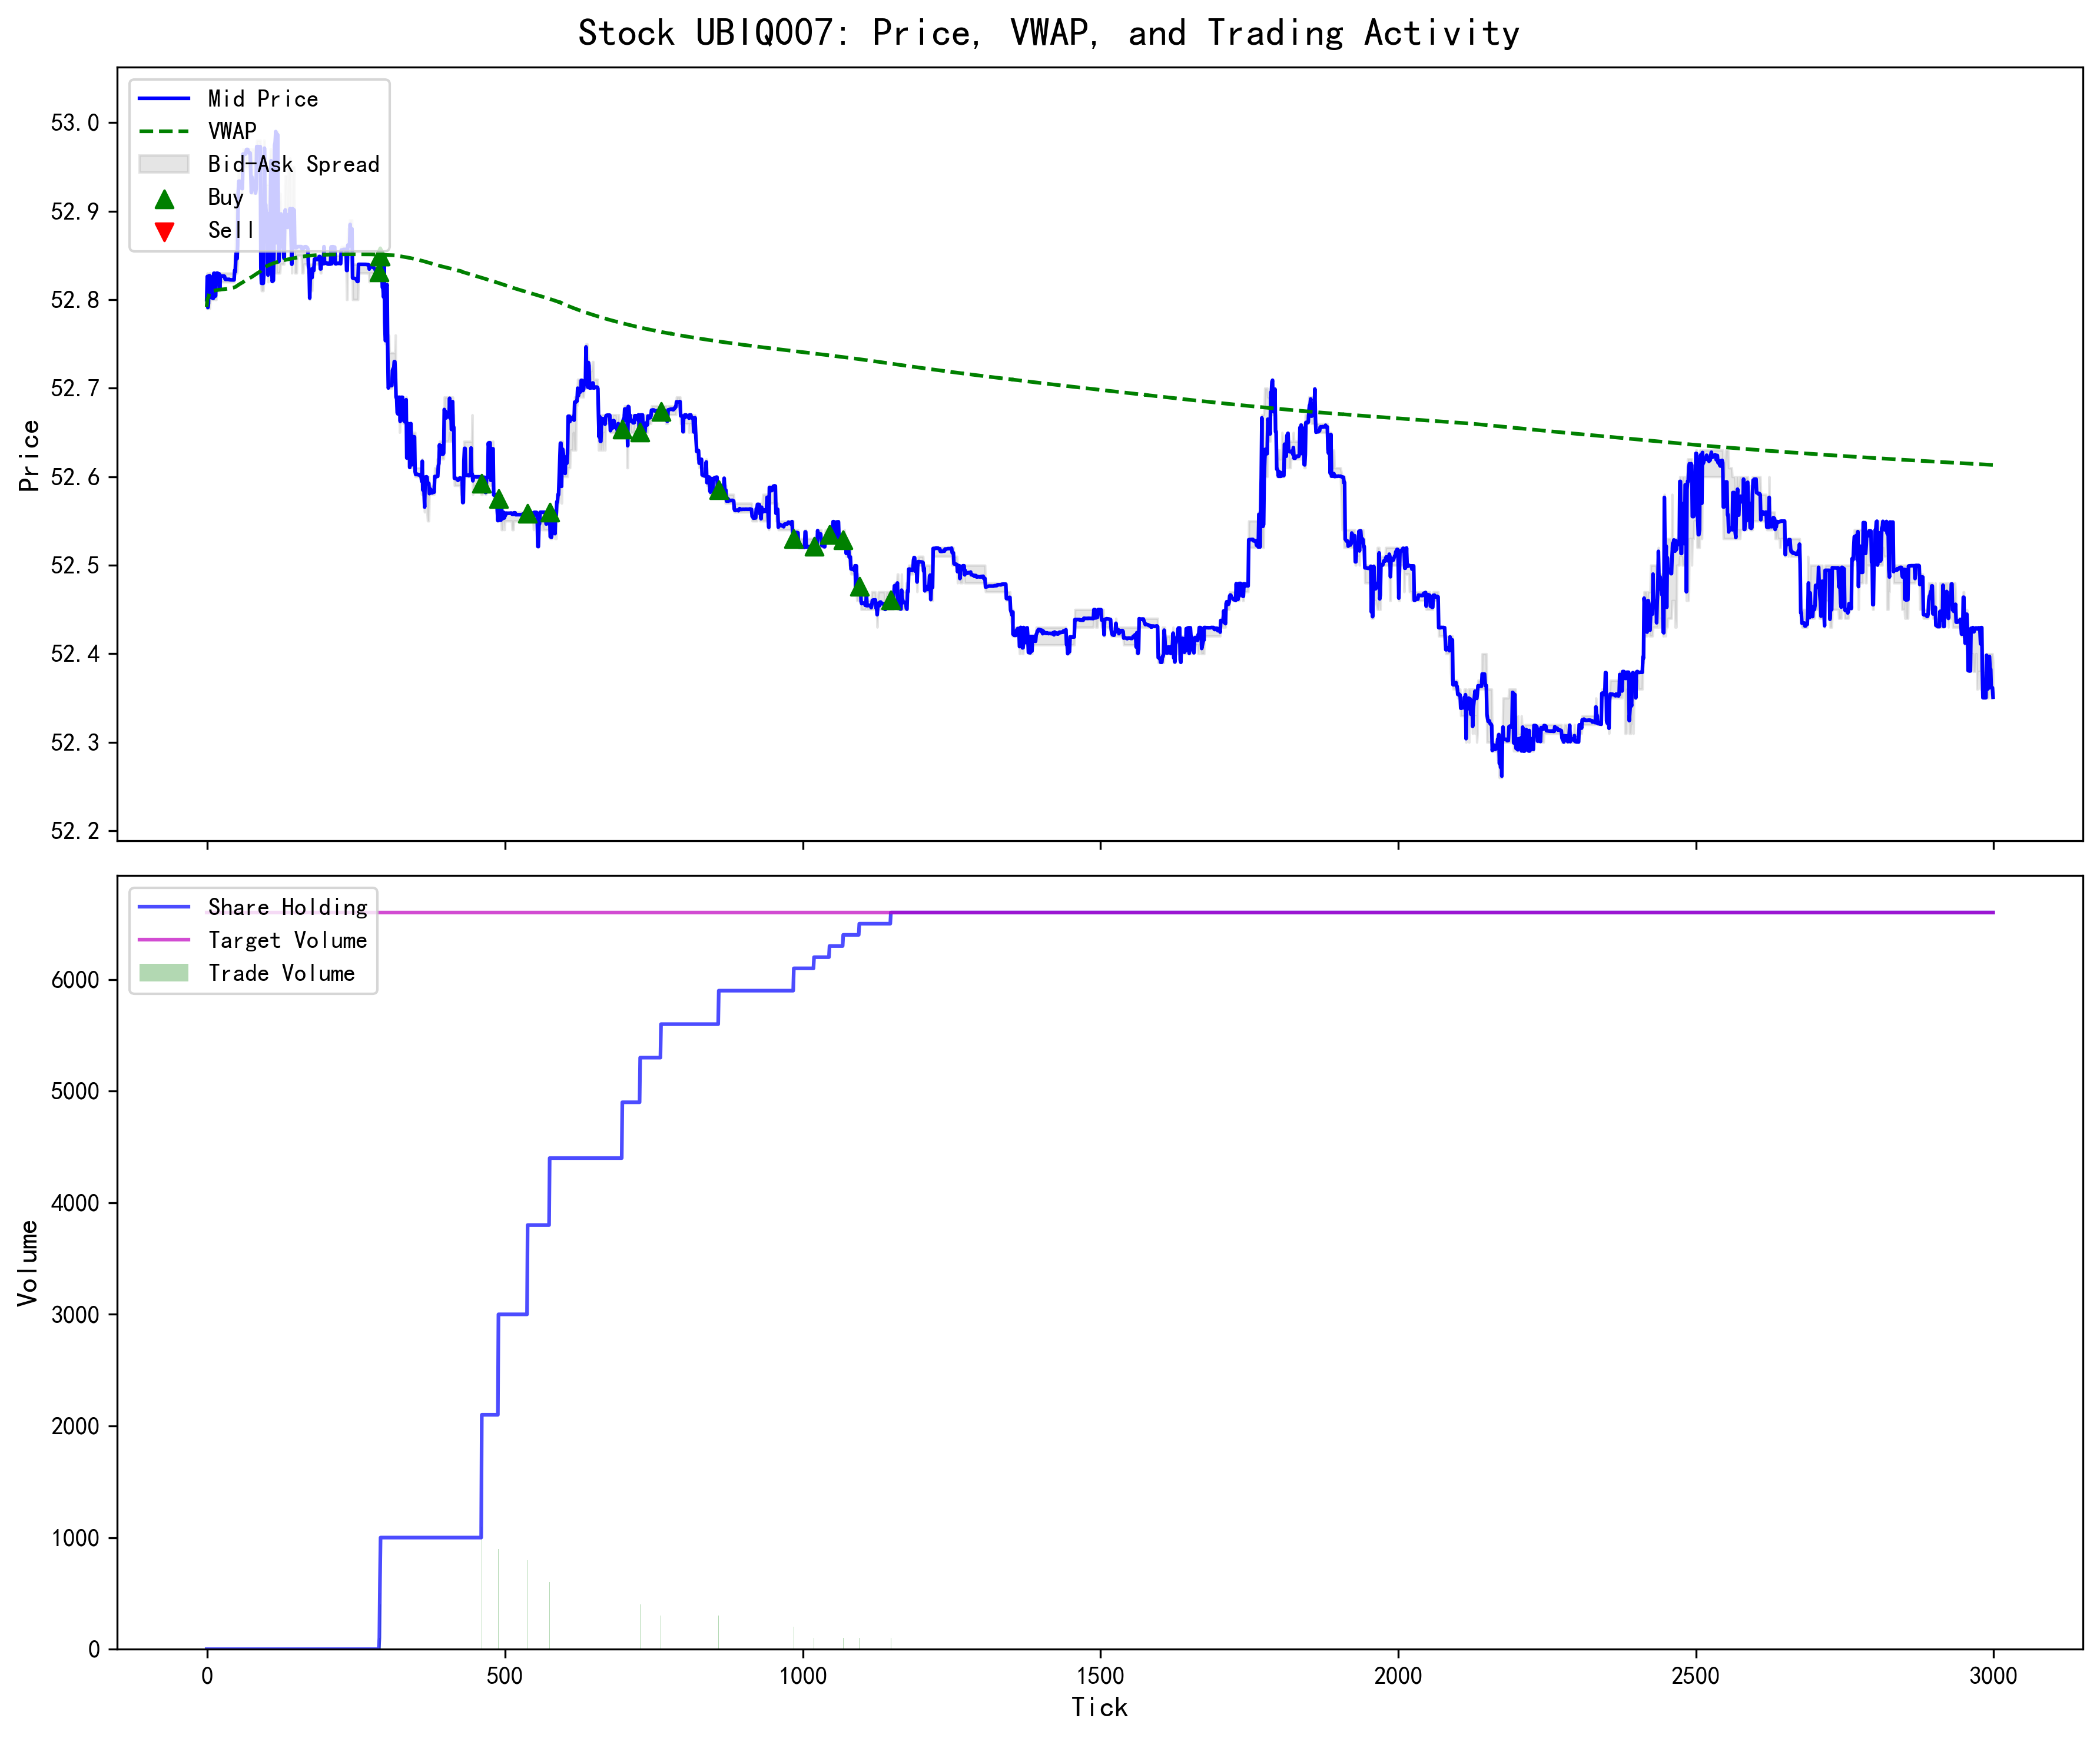 Stock UBIQ007: Price, VWAP, and Trading Activity
Mid Price
VWAP
Bid-Ask Spread
Buy
Sell
Price
53.0
52.9
52.8
52.7
52.6
52.5
52.4
52.3
52.2
Share Holding
Target Volume
Trade Volume
Volume
6000
5000
4000
3000
2000
1000
0
0 500 1000 1500 2000 2500 3000
Tick